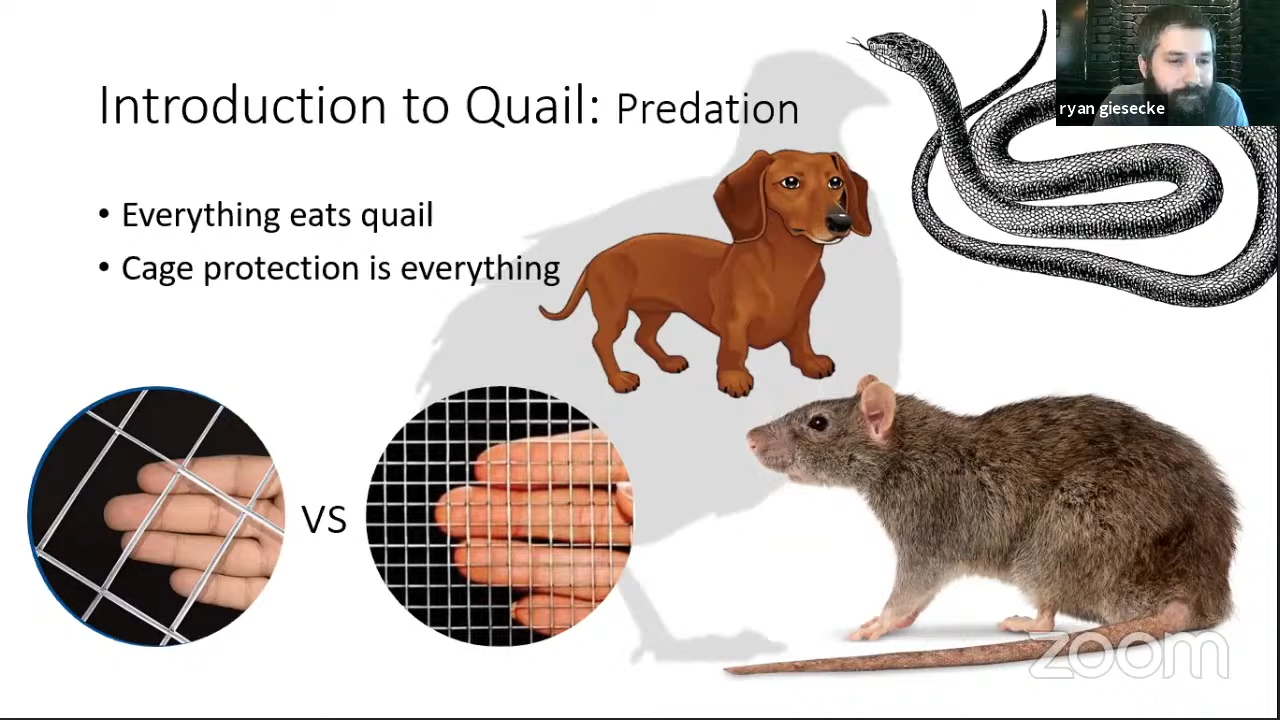 ryan giesecke
Introduction to Quail: Predation
• Everything eats quail
• Cage protection is everything
VS
zoom